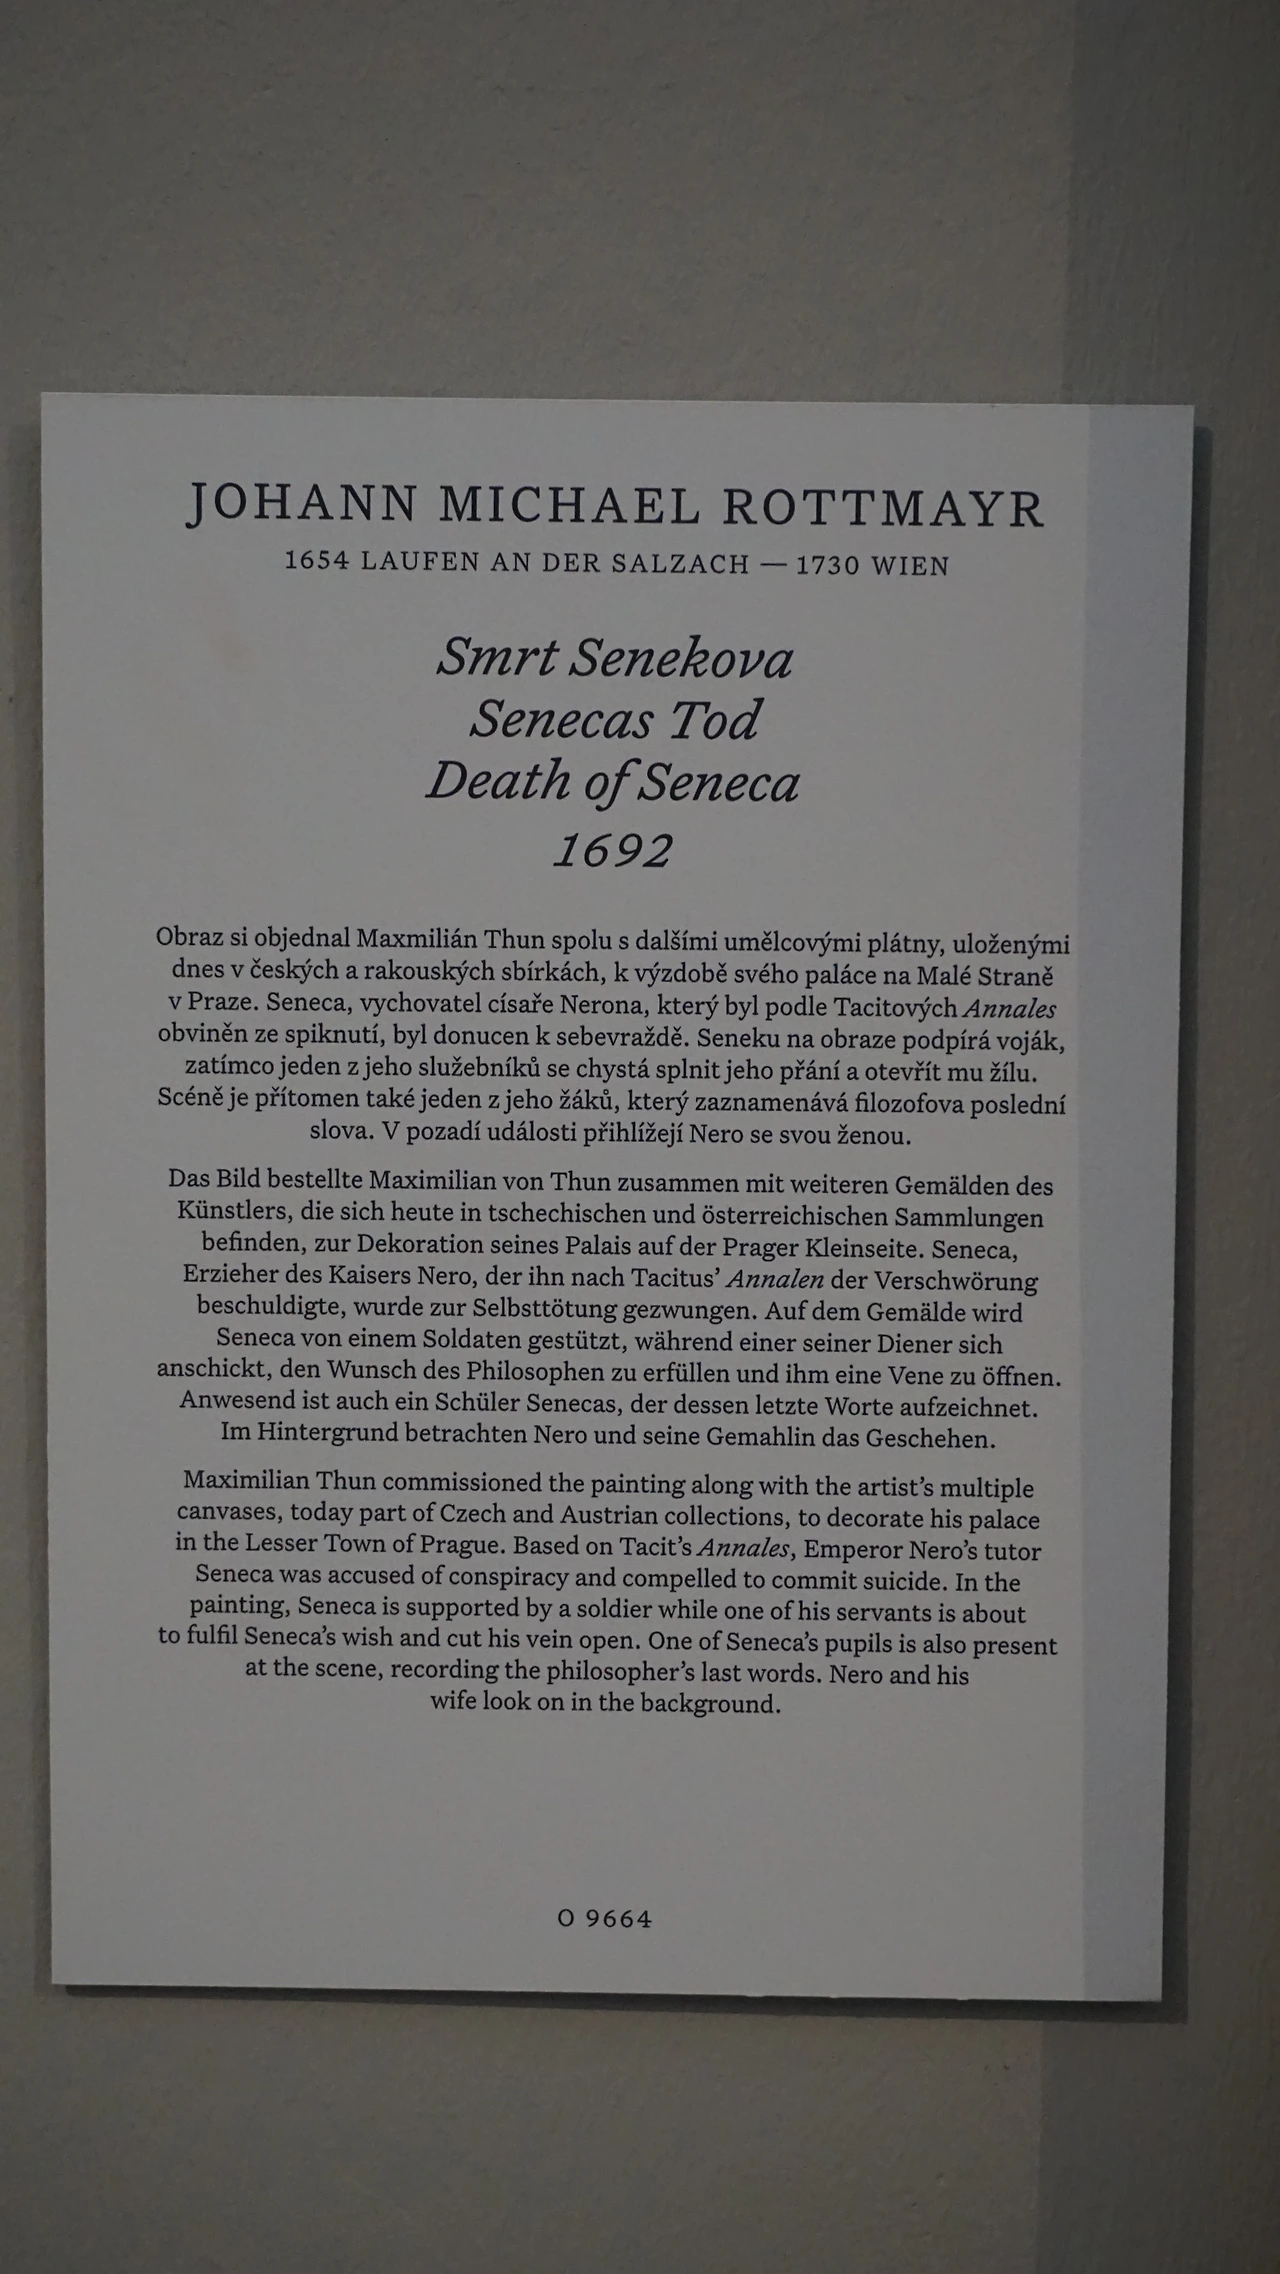 JOHANN MICHAEL ROTTMAYR
1654 LAUFEN AN DER SALZACH — 1730 WIEN
Smrt Senekova
Senecas Tod
Death of Seneca
1692
Obraz si objednal Maxmilián Thun spolu s dalšími umělcovými plátny, uloženými
dnes v českých a rakouských sbírkách, k výzdobě svého paláce na Malé Straně
v Praze. Seneca, vychovatel císaře Nerona, který byl podle Tacitových Annales
obviněn ze spiknutí, byl donucen k sebevraždě. Seneku na obraze podpírá voják,
zatímco jeden z jeho služebníků se chystá splnit jeho přání a otevřít mu žílu.
Scéně je přítomen také jeden z jeho žáků, který zaznamenává filozofova poslední
slova. V pozadí události přihlížejí Nero se svou ženou.
Das Bild bestellte Maximilian von Thun zusammen mit weiteren Gemälden des
Künstlers, die sich heute in tschechischen und österreichischen Sammlungen
befinden, zur Dekoration seines Palais auf der Prager Kleinseite. Seneca,
Erzieher des Kaisers Nero, der ihn nach Tacitus’ Annalen der Verschwörung
beschuldigte, wurde zur Selbsttötung gezwungen. Auf dem Gemälde wird
Seneca von einem Soldaten gestützt, während einer seiner Diener sich
anschickt, den Wunsch des Philosophen zu erfüllen und ihm eine Vene zu öffnen.
Anwesend ist auch ein Schüler Senecas, der dessen letzte Worte aufzeichnet.
Im Hintergrund betrachten Nero und seine Gemahlin das Geschehen.
Maximilian Thun commissioned the painting along with the artist’s multiple
canvases, today part of Czech and Austrian collections, to decorate his palace
in the Lesser Town of Prague. Based on Tacit’s Annales, Emperor Nero’s tutor
Seneca was accused of conspiracy and compelled to commit suicide. In the
painting, Seneca is supported by a soldier while one of his servants is about
to fulfil Seneca’s wish and cut his vein open. One of Seneca’s pupils is also present
at the scene, recording the philosopher’s last words. Nero and his
wife look on in the background.
O 9664